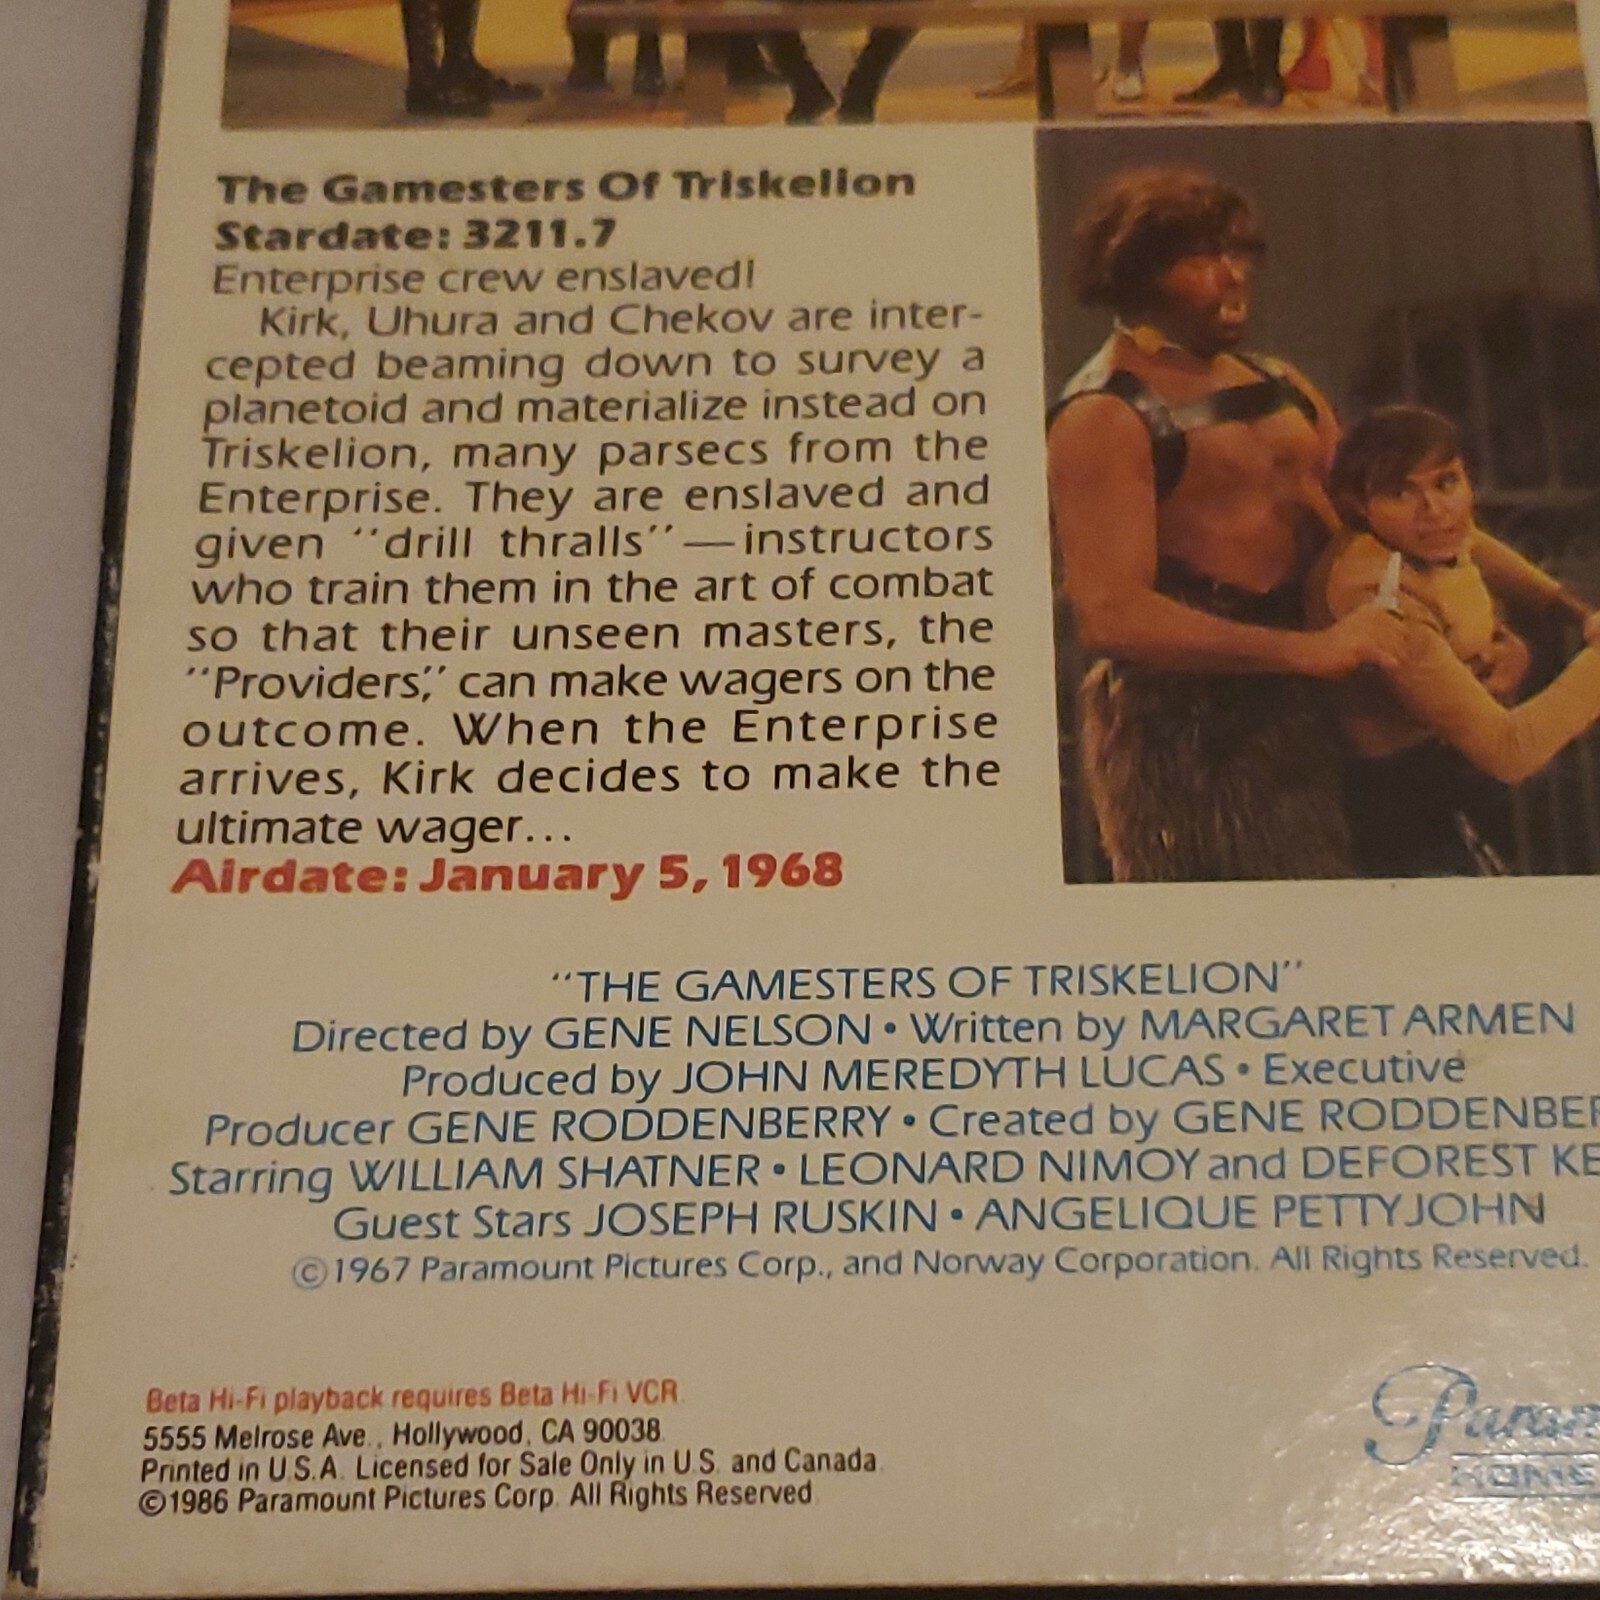 The Gamesters Of Triskelion
Stardate: 3211.7
Enterprise crew enslaved!
Kirk, Uhura and Chekov are inter-
cepted beaming down to survey a
planetoid and materialize instead on
Triskelion, many parsecs from the
Enterprise. They are enslaved and
given "drill thralls"—instructors
who train them in the art of combat
so that their unseen masters, the
"Providers," can make wagers on the
outcome. When the Enterprise
arrives, Kirk decides to make the
ultimate wager...
Airdate: January 5, 1968
"THE GAMESTERS OF TRISKELION"
Directed by GENE NELSON • Written by MARGARET ARMEN
Produced by JOHN MEREDYTH LUCAS • Executive
Producer GENE RODDENBERRY • Created by GENE RODDENBER
Starring WILLIAM SHATNER • LEONARD NIMOY and DEFOREST KE
Guest Stars JOSEPH RUSKIN • ANGELIQUE PETTYJOHN
©1967 Paramount Pictures Corp., and Norway Corporation. All Rights Reserved.
Beta Hi-Fi playback requires Beta Hi-Fi VCR.
5555 Melrose Ave., Hollywood, CA 90038
Printed in U.S.A. Licensed for Sale Only in U.S. and Canada.
©1986 Paramount Pictures Corp. All Rights Reserved.
Param
HOME